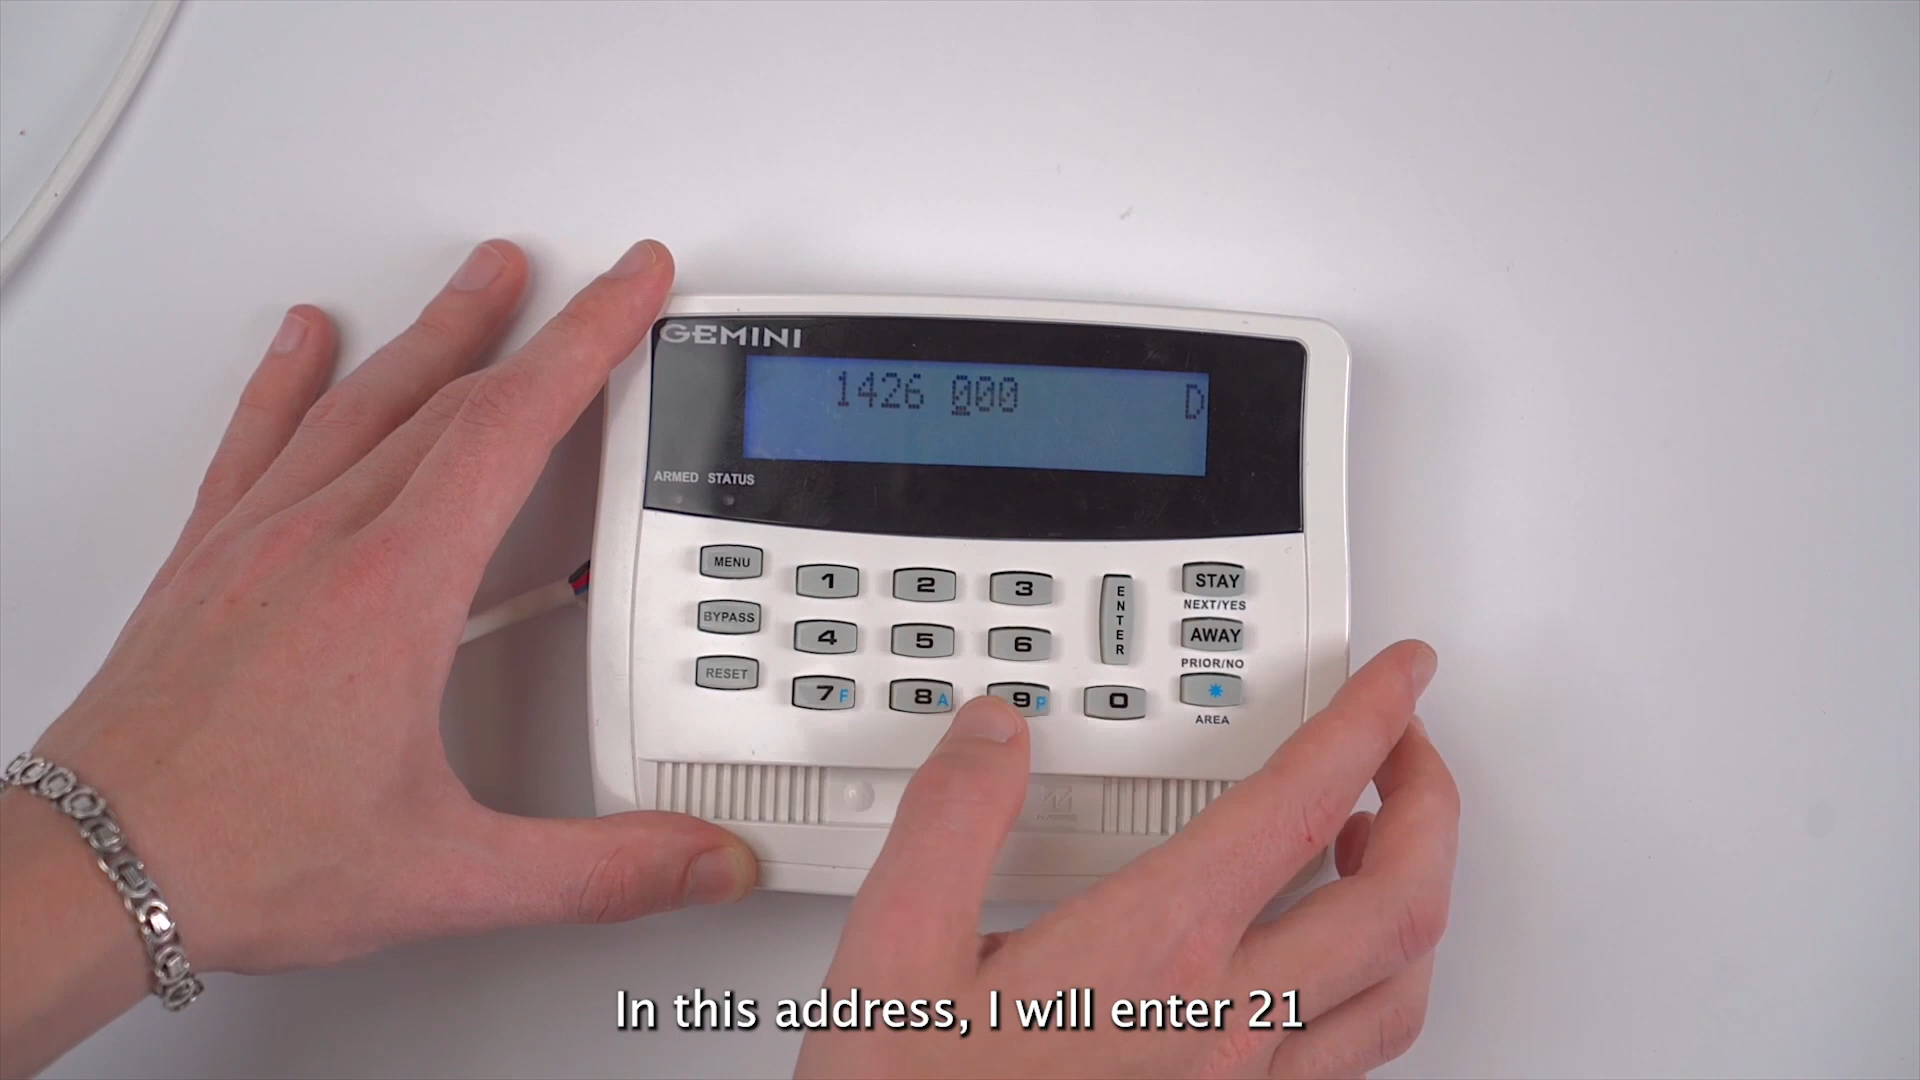 GEMINI
1426 000 D
ARMED STATUS
MENU 1 2 3 ENTER STAY
NEXT/YES
BYPASS 4 5 6 AWAY
PRIOR/NO
RESET 7F 8A 9P 0 *
AREA
In this address, I will enter 21